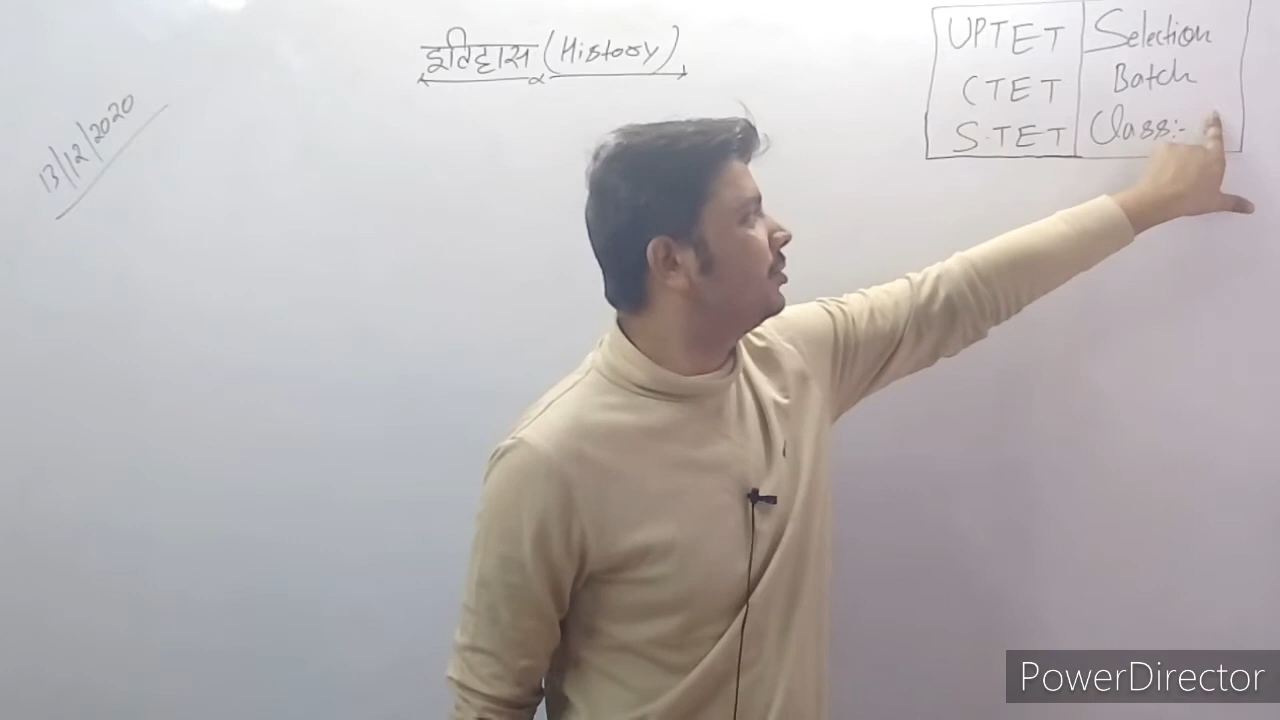 13/12/2020
इतिहास (History)
UPTET Selection
CTET Batch
S.TET Class:-
PowerDirector